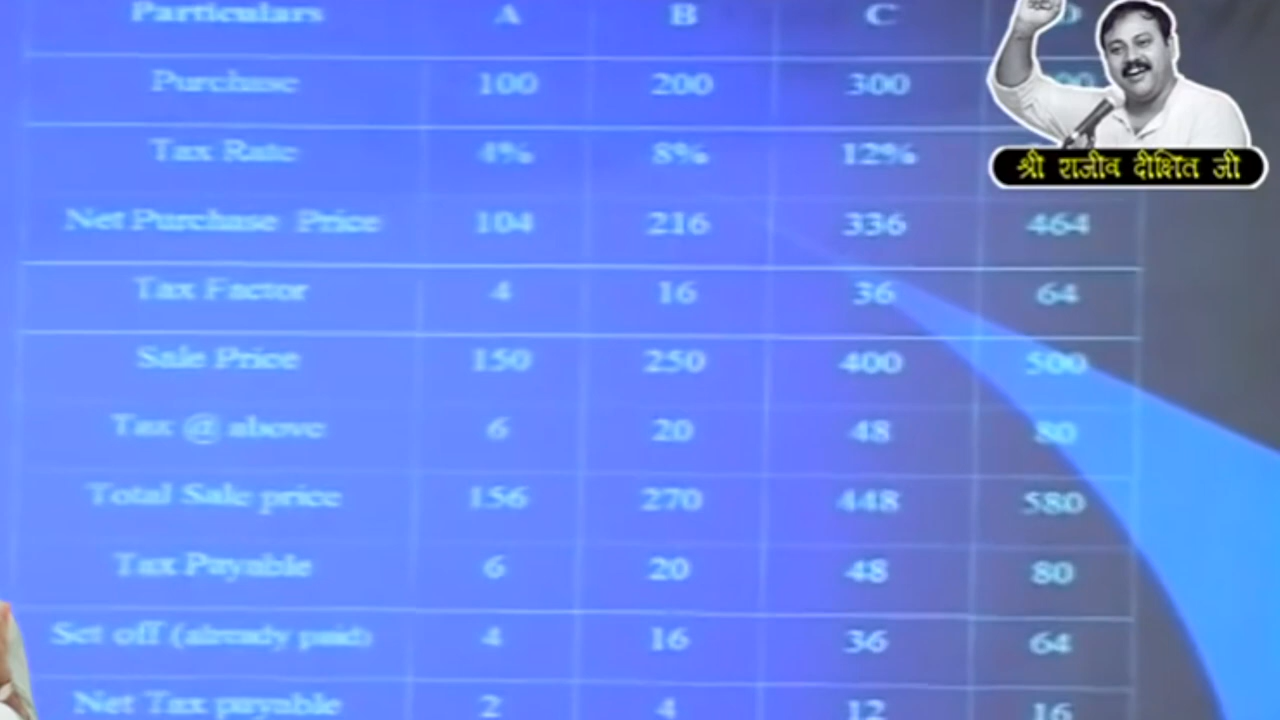 Particulars A B C D
Purchase 100 200 300
Tax Rate 4% 8% 12%
Net Purchase Price 104 216 336 464
Tax Factor 4 16 36 64
Sale Price 150 250 400 500
Tax @ above 6 20 48 80
Total Sale price 156 270 448 580
Tax Payable 6 20 48 80
Set off (already paid) 4 16 36 64
Net Tax payable 2 4 12 16
श्री राजीव दीक्षित जी